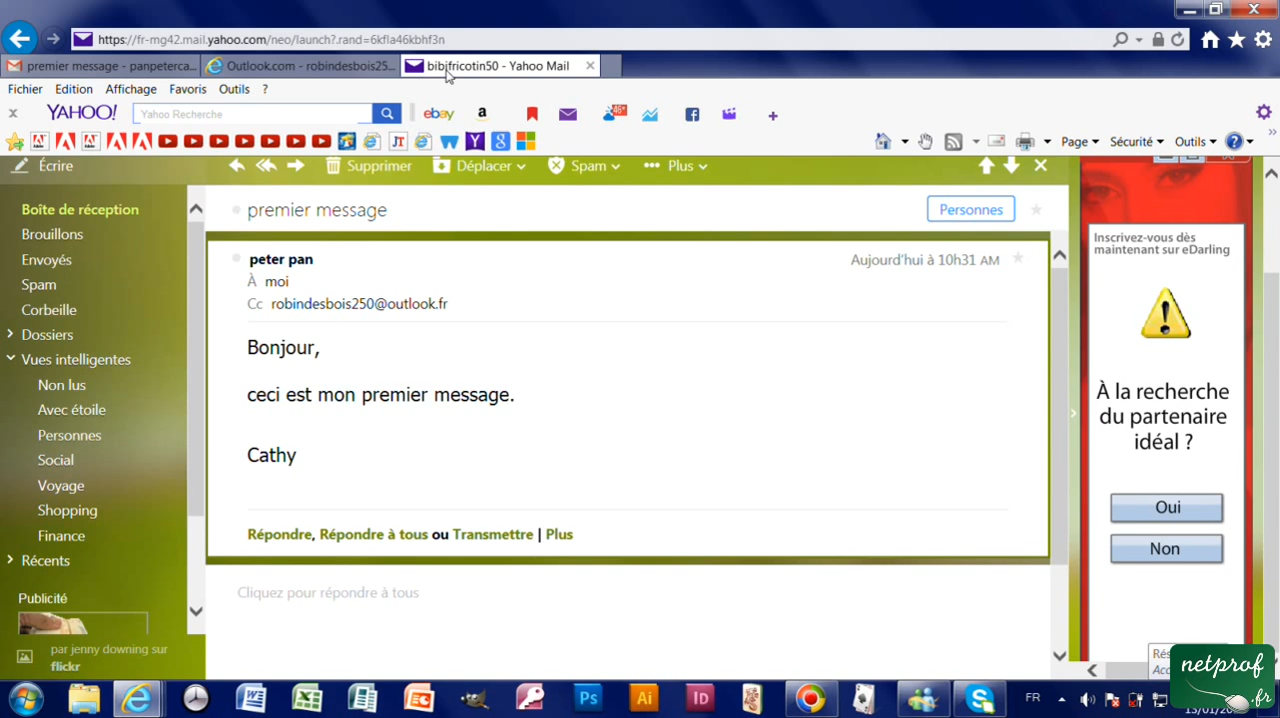 https://fr-mg42.mail.yahoo.com/neo/launch?.rand=6kfla46kbhf3n
premier message - panpeterca...
Outlook.com - robindesbois25...
bibifricotin50 - Yahoo Mail
Fichier Edition Affichage Favoris Outils ?
YAHOO! Yahoo Recherche ebay a
Page Sécurité Outils
Écrire Supprimer Déplacer Spam Plus
Boîte de réception
Brouillons
Envoyés
Spam
Corbeille
Dossiers
Vues intelligentes
Non lus
Avec étoile
Personnes
Social
Voyage
Shopping
Finance
Récents
Publicité
par jenny downing sur
flickr
premier message
Personnes
peter pan
Aujourd'hui à 10h31 AM
À moi
Cc robindesbois250@outlook.fr
Bonjour,
ceci est mon premier message.
Cathy
Répondre, Répondre à tous ou Transmettre | Plus
Cliquez pour répondre à tous
Inscrivez-vous dès
maintenant sur eDarling
À la recherche
du partenaire
idéal ?
Oui
Non
netprof
.fr
Ps Ai Id
FR